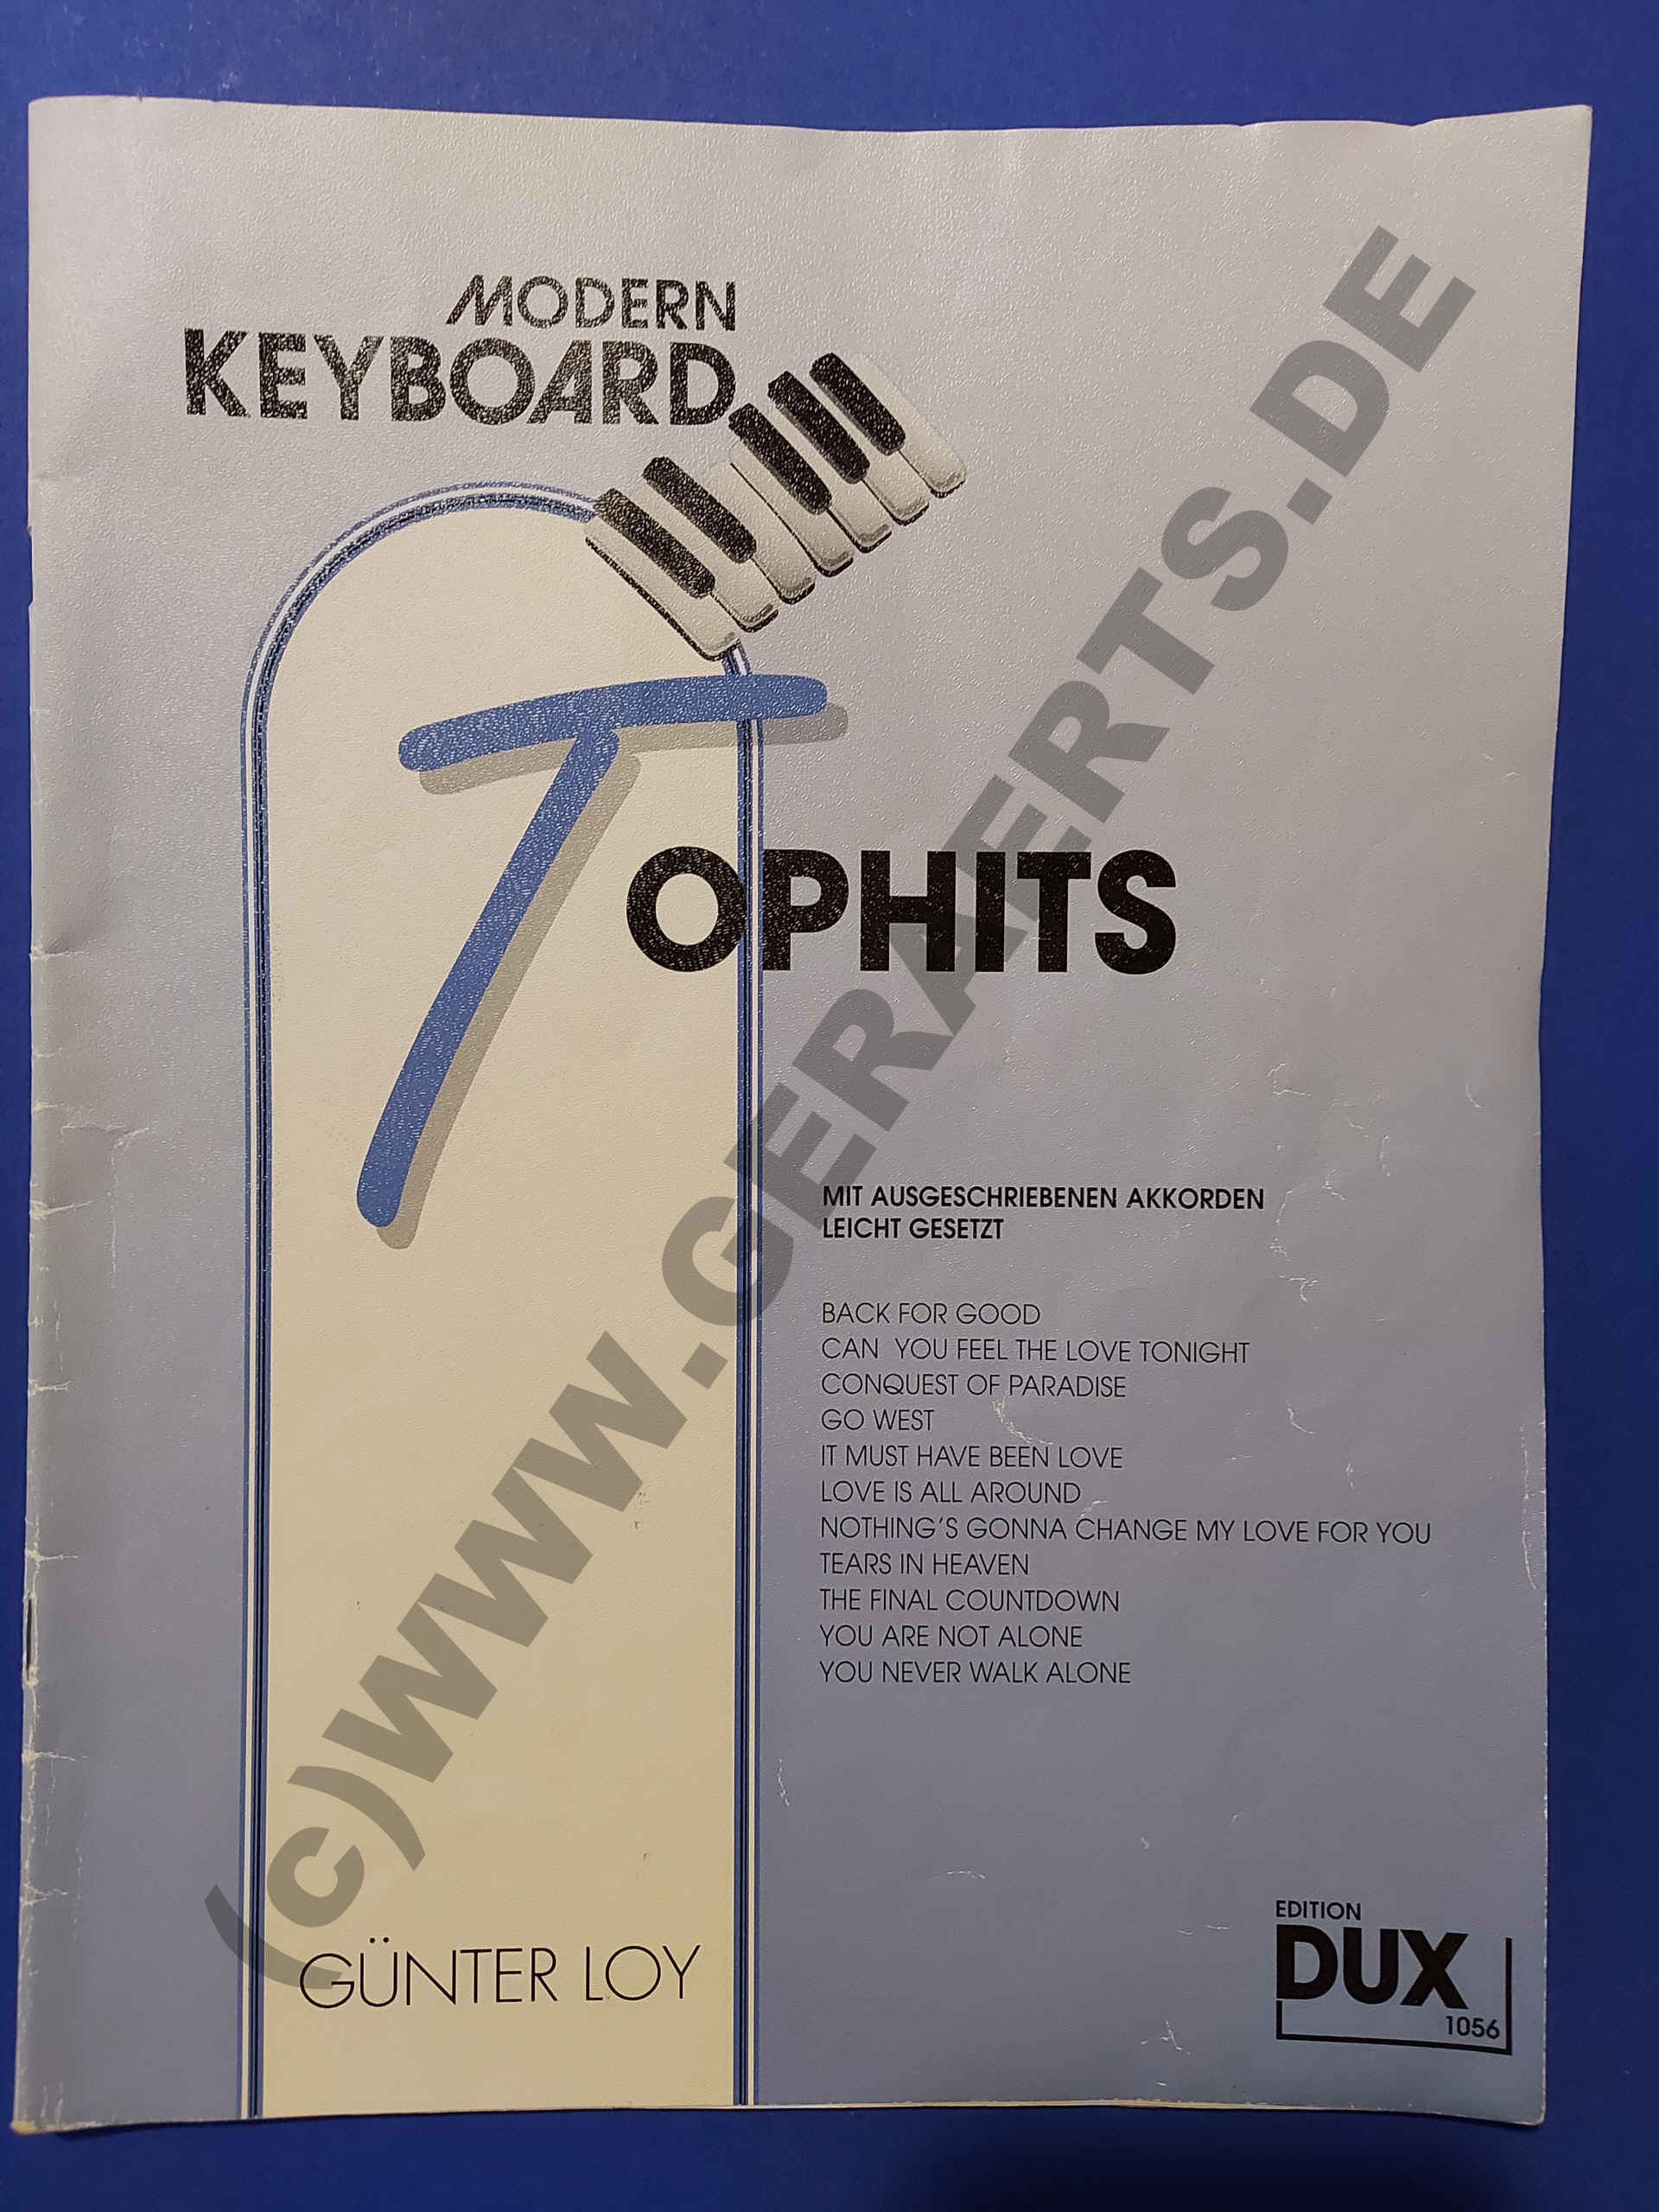 MODERN
KEYBOARD
TOPHITS
MIT AUSGESCHRIEBENEN AKKORDEN
LEICHT GESETZT
BACK FOR GOOD
CAN YOU FEEL THE LOVE TONIGHT
CONQUEST OF PARADISE
GO WEST
IT MUST HAVE BEEN LOVE
LOVE IS ALL AROUND
NOTHING'S GONNA CHANGE MY LOVE FOR YOU
TEARS IN HEAVEN
THE FINAL COUNTDOWN
YOU ARE NOT ALONE
YOU NEVER WALK ALONE
GÜNTER LOY
EDITION
DUX
1056
(c)WWW.GERAERTS.DE